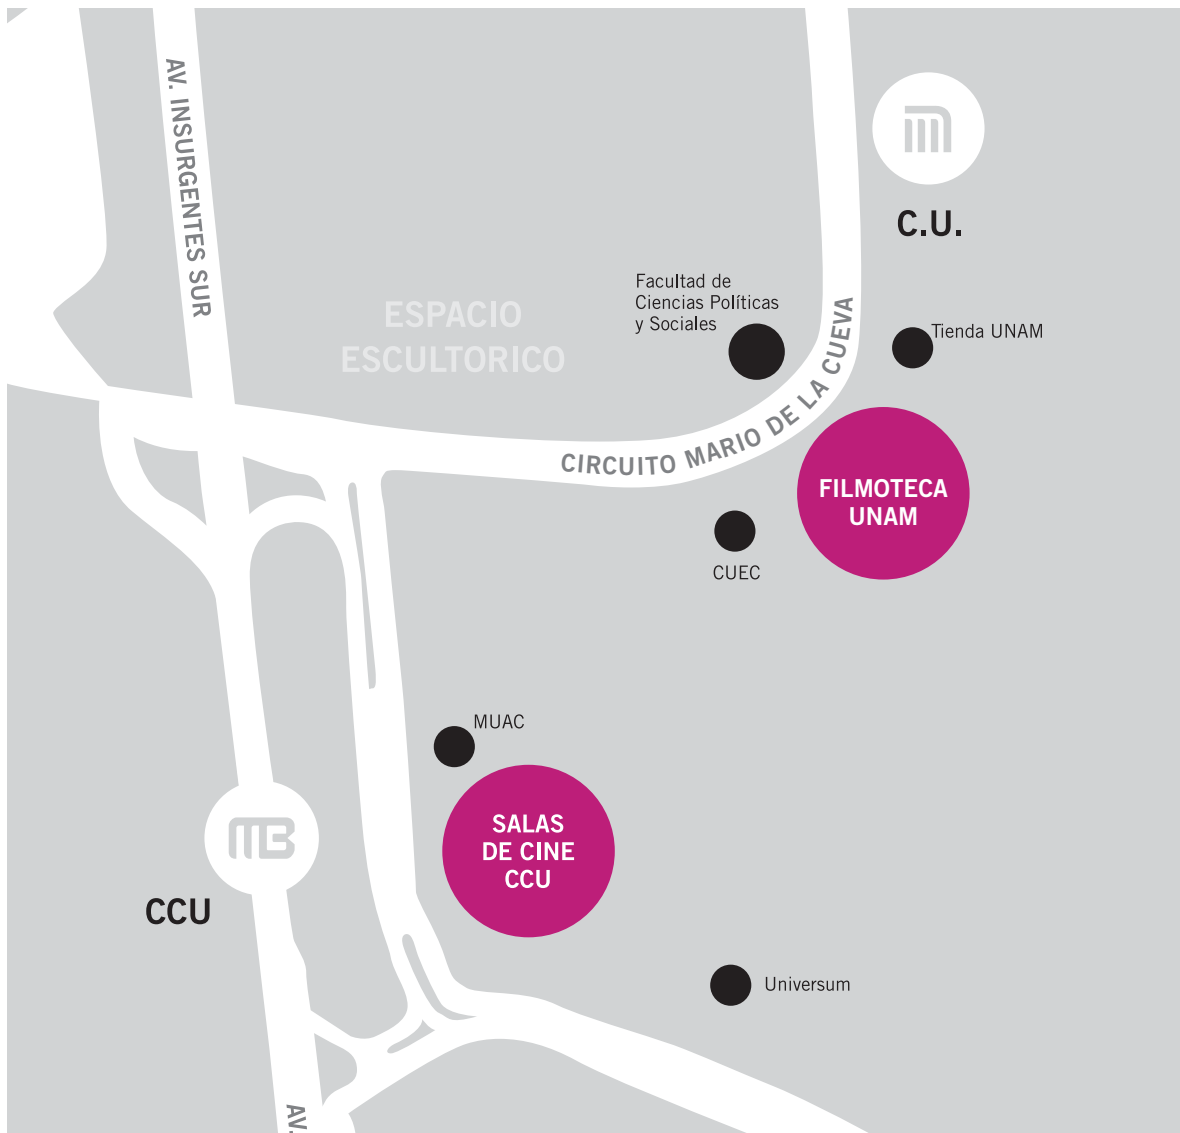 AV. INSURGENTES SUR
C.U.
Facultad de
Ciencias Políticas
y Sociales
ESPACIO
ESCULTORICO
Tienda UNAM
CIRCUITO MARIO DE LA CUEVA
FILMOTECA
UNAM
CUEC
MUAC
SALAS
DE CINE
CCU
MB
CCU
Universum
AV.